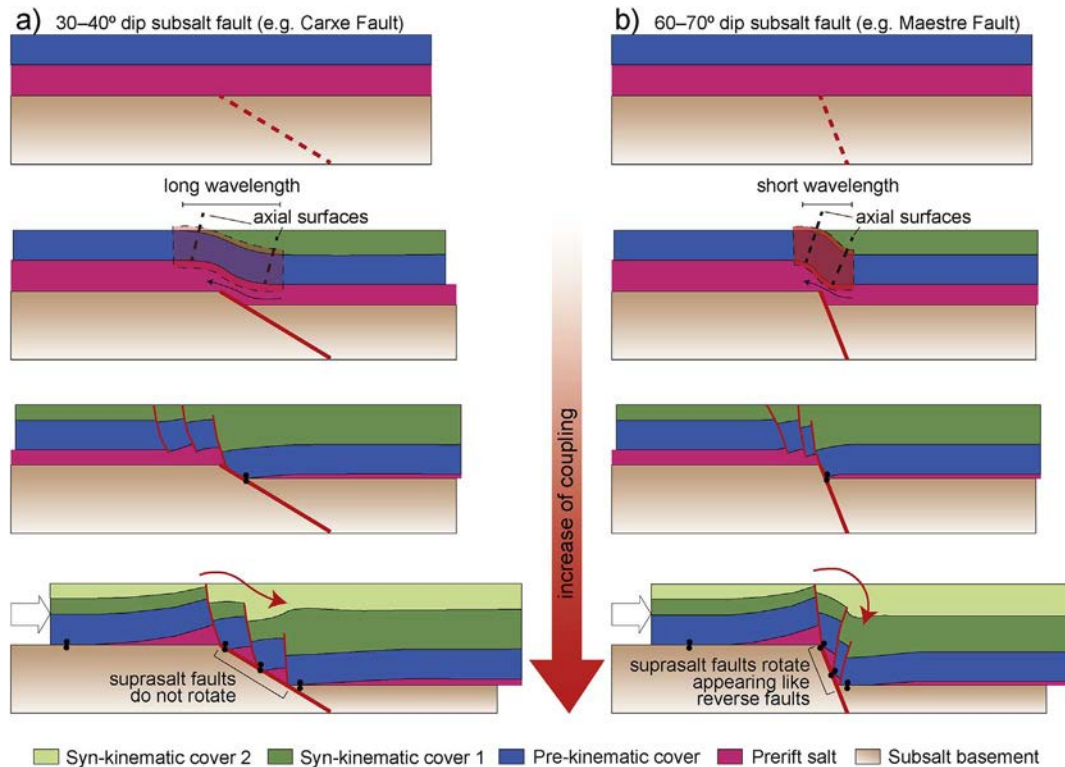 a) 30–40º dip subsalt fault (e.g. Carxe Fault)
long wavelength
axial surfaces
suprasalt faults
do not rotate
increase of coupling
b) 60–70º dip subsalt fault (e.g. Maestre Fault)
short wavelength
axial surfaces
suprasalt faults rotate
appearing like
reverse faults
Syn-kinematic cover 2
Syn-kinematic cover 1
Pre-kinematic cover
Prerift salt
Subsalt basement